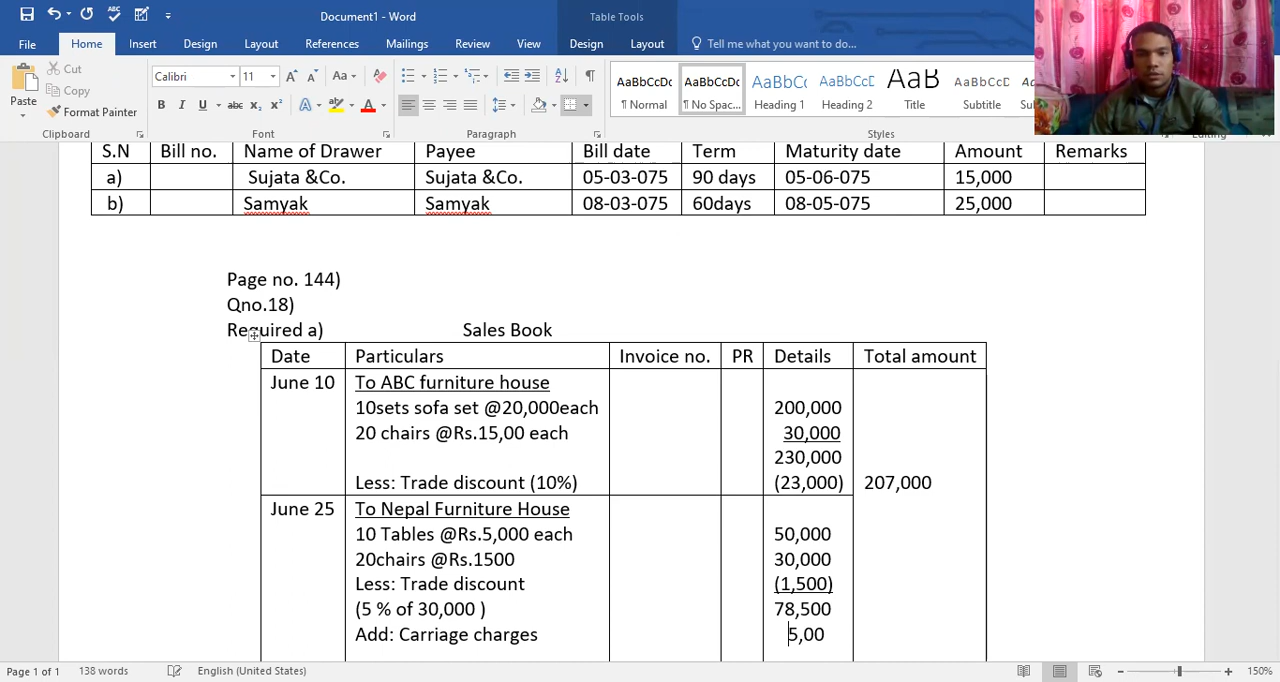 Document1 - Word
Table Tools
File Home Insert Design Layout References Mailings Review View Design Layout Tell me what you want to do...
Paste
Cut
Copy
Format Painter
Calibri 11
Clipboard Font Paragraph Styles Editing
AaBbCcDc AaBbCcDc AaBbCc AaBbCcE AaB AaBbCcD
¶ Normal ¶ No Spac... Heading 1 Heading 2 Title Subtitle
S.N Bill no. Name of Drawer Payee Bill date Term Maturity date Amount Remarks
a) Sujata &Co. Sujata &Co. 05-03-075 90 days 05-06-075 15,000
b) Samyak Samyak 08-03-075 60days 08-05-075 25,000
Page no. 144)
Qno.18)
Required a) Sales Book
Date Particulars Invoice no. PR Details Total amount
June 10 To ABC furniture house
10sets sofa set @20,000each 200,000
20 chairs @Rs.15,00 each 30,000
230,000
Less: Trade discount (10%) (23,000) 207,000
June 25 To Nepal Furniture House
10 Tables @Rs.5,000 each 50,000
20chairs @Rs.1500 30,000
Less: Trade discount (1,500)
(5 % of 30,000 ) 78,500
Add: Carriage charges 5,00
Page 1 of 1 138 words English (United States) 150%